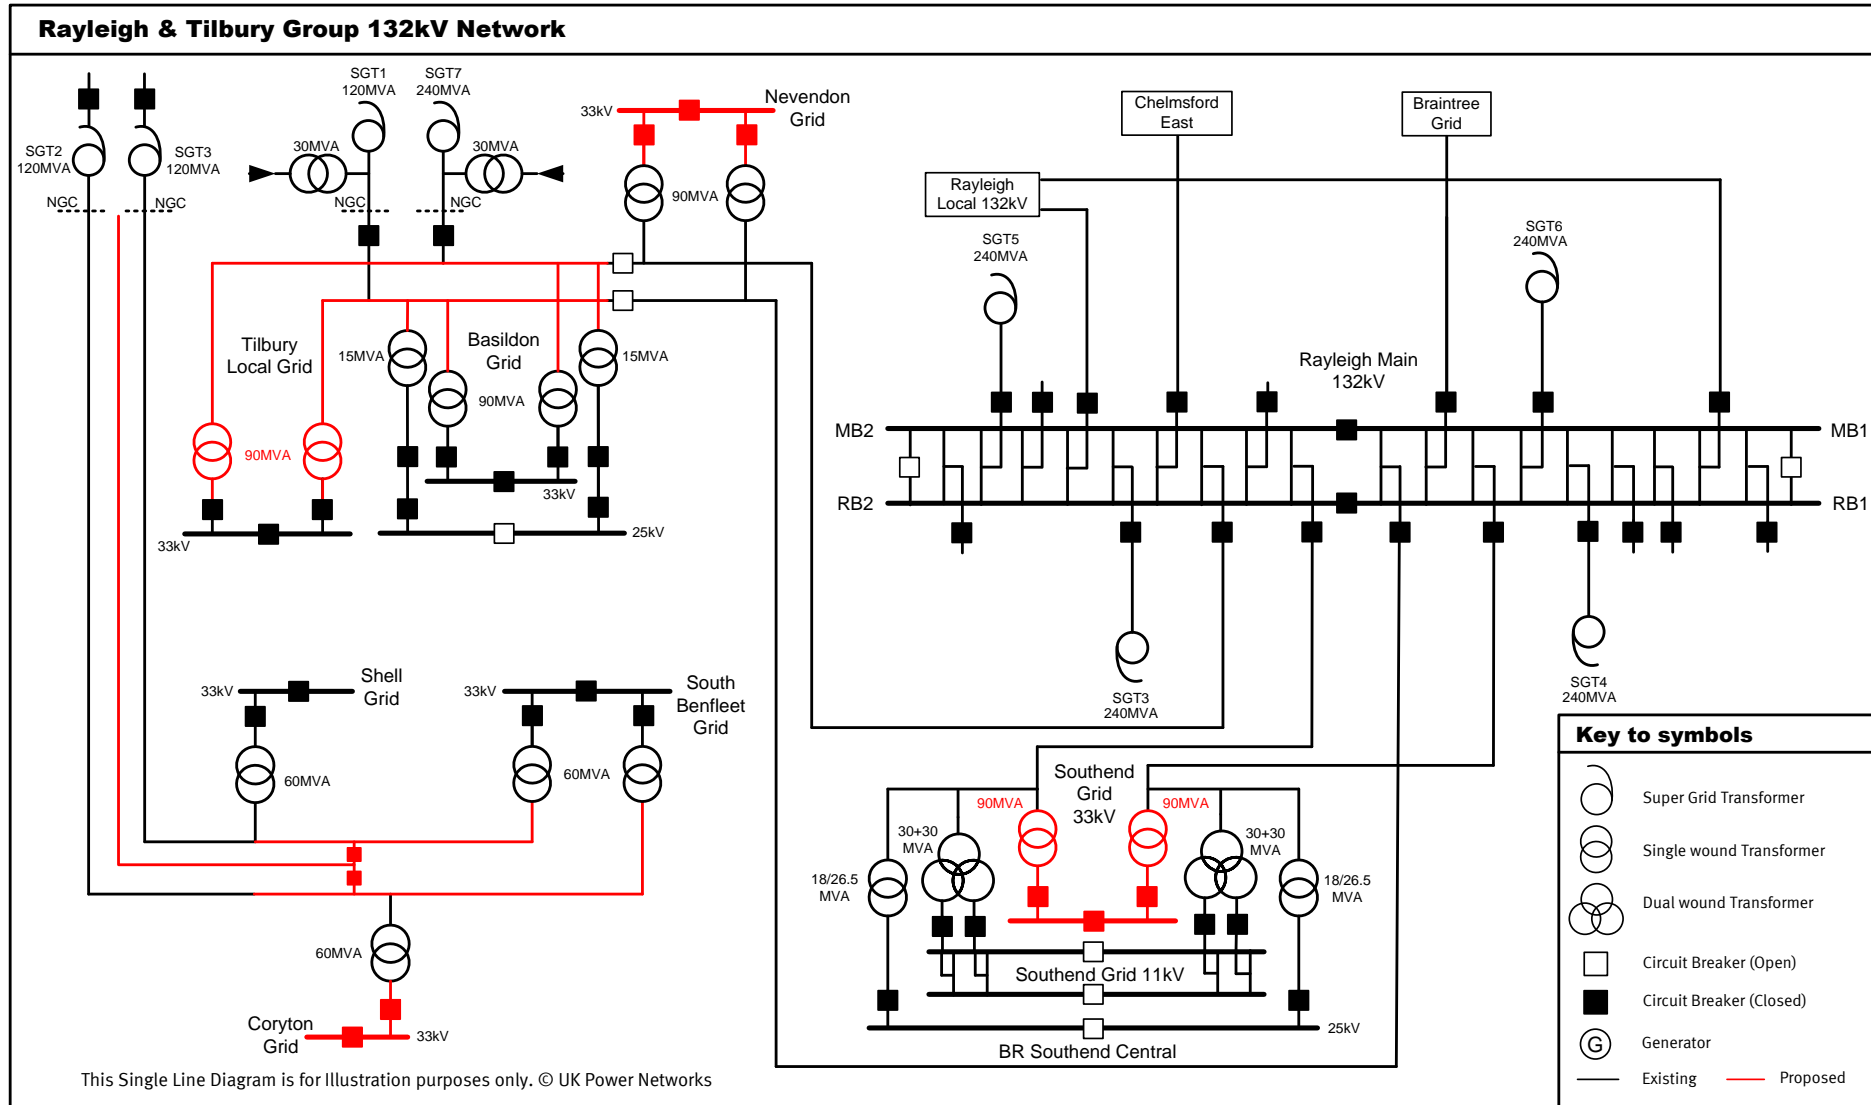 Rayleigh & Tilbury Group 132kV Network
SGT2
120MVA
SGT3
120MVA
NGC
NGC
SGT1
120MVA
SGT7
240MVA
30MVA
30MVA
NGC
NGC
33kV
Nevendon
Grid
90MVA
Tilbury
Local Grid
90MVA
33kV
15MVA
Basildon
Grid
15MVA
90MVA
33kV
25kV
Chelmsford
East
Braintree
Grid
Rayleigh
Local 132kV
SGT5
240MVA
SGT6
240MVA
Rayleigh Main
132kV
MB2
MB1
RB2
RB1
SGT3
240MVA
SGT4
240MVA
33kV
Shell
Grid
60MVA
33kV
South
Benfleet
Grid
60MVA
60MVA
Coryton
Grid
33kV
Southend
Grid
33kV
90MVA
90MVA
30+30
MVA
30+30
MVA
18/26.5
MVA
18/26.5
MVA
Southend Grid 11kV
25kV
BR Southend Central
Key to symbols
Super Grid Transformer
Single wound Transformer
Dual wound Transformer
Circuit Breaker (Open)
Circuit Breaker (Closed)
G
Generator
Existing
Proposed
This Single Line Diagram is for Illustration purposes only. © UK Power Networks